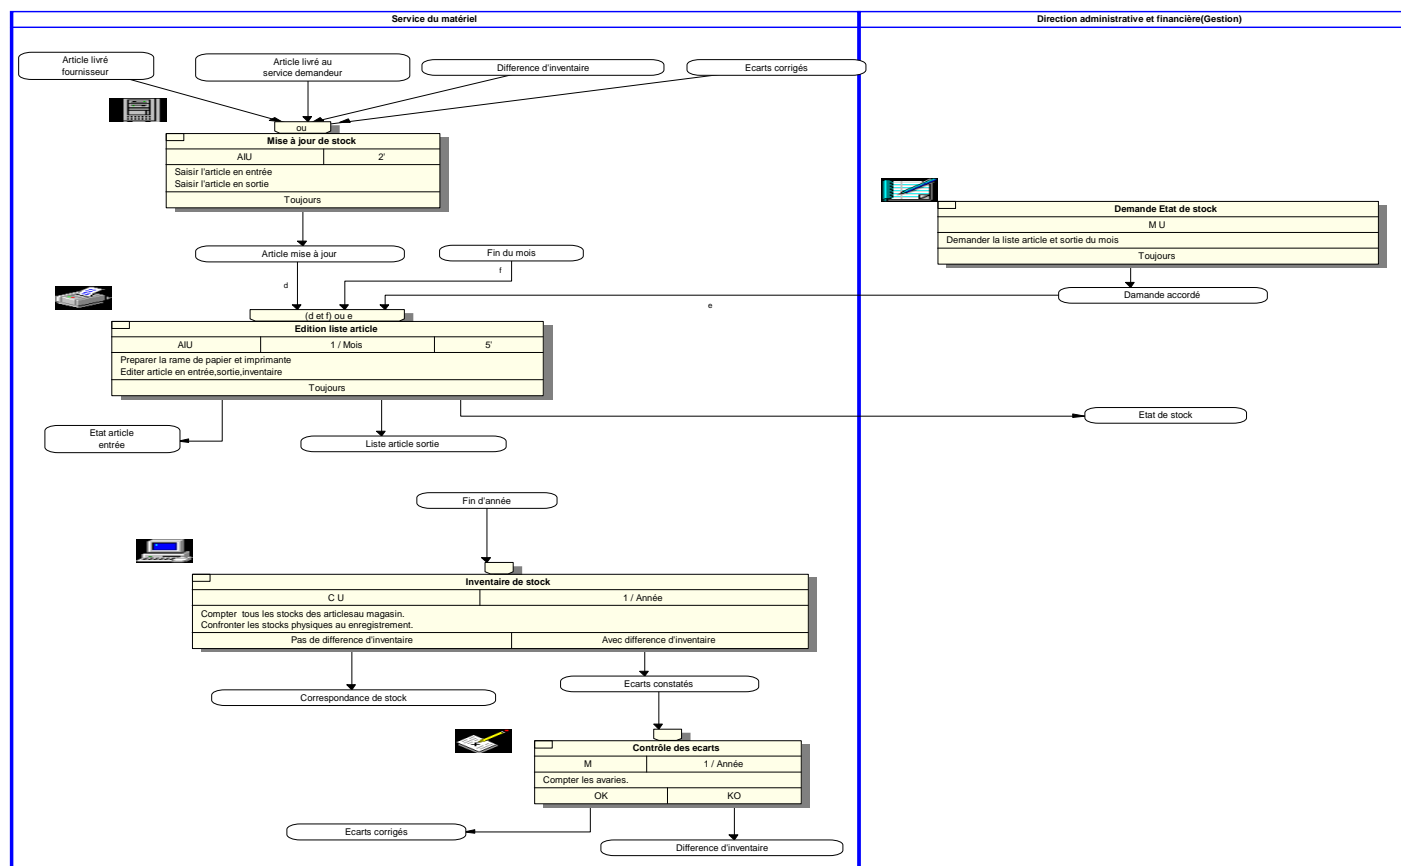 Service du matériel
Direction administrative et financière(Gestion)
Article livré
fournisseur
Article livré au
service demandeur
Difference d'inventaire
Ecarts corrigés
ou
Mise à jour de stock
AIU
2'
Saisir l'article en entrée
Saisir l'article en sortie
Toujours
Demande Etat de stock
M U
Demander la liste article et sortie du mois
Toujours
Article mise à jour
Fin du mois
f
d
Damande accordé
e
(d et f) ou e
Edition liste article
AIU
1 / Mois
5'
Preparer la rame de papier et imprimante
Editer article en entrée,sortie,inventaire
Toujours
Etat de stock
Etat article
entrée
Liste article sortie
Fin d'année
Inventaire de stock
C U
1 / Année
Compter  tous les stocks des articlesau magasin.
Confronter les stocks physiques au enregistrement.
Pas de difference d'inventaire
Avec difference d'inventaire
Ecarts constatés
Correspondance de stock
Contrôle des ecarts
M
1 / Année
Compter les avaries.
OK
KO
Ecarts corrigés
Difference d'inventaire